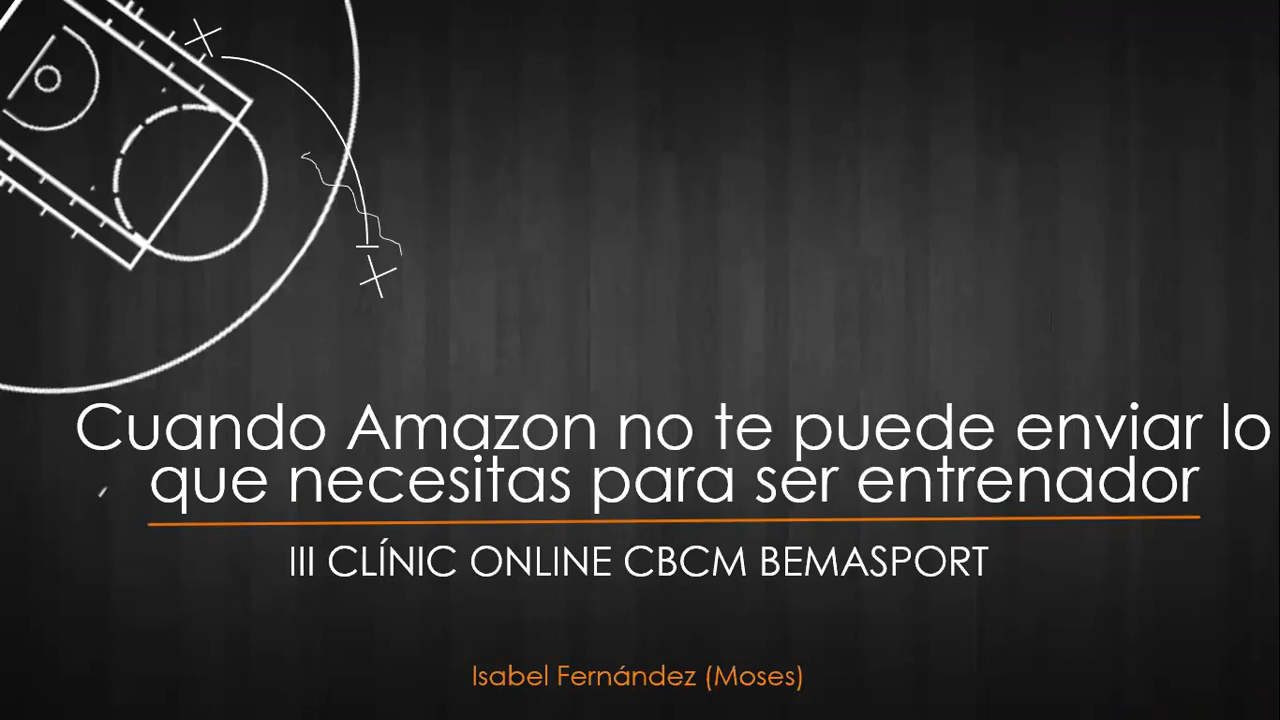 Cuando Amazon no te puede enviar lo
que necesitas para ser entrenador
III CLÍNIC ONLINE CBCM BEMASPORT
Isabel Fernández (Moses)